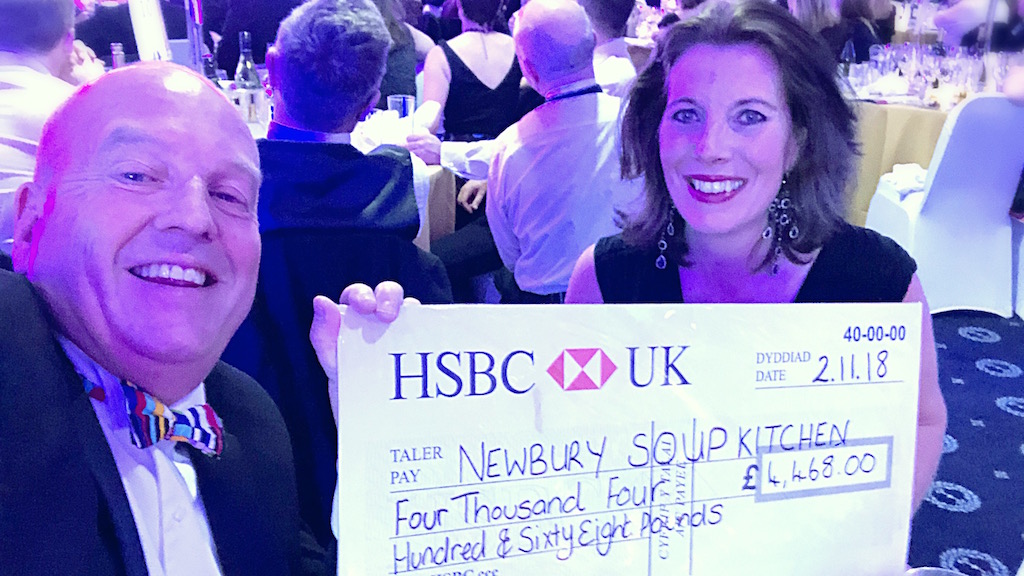 40-00-00
HSBC UK
DYDDIAD
DATE 2.11.18
TALER
PAY NEWBURY SOUP KITCHEN
£ 4,468.00
Four Thousand Four
Hundred & Sixty Eight Pounds